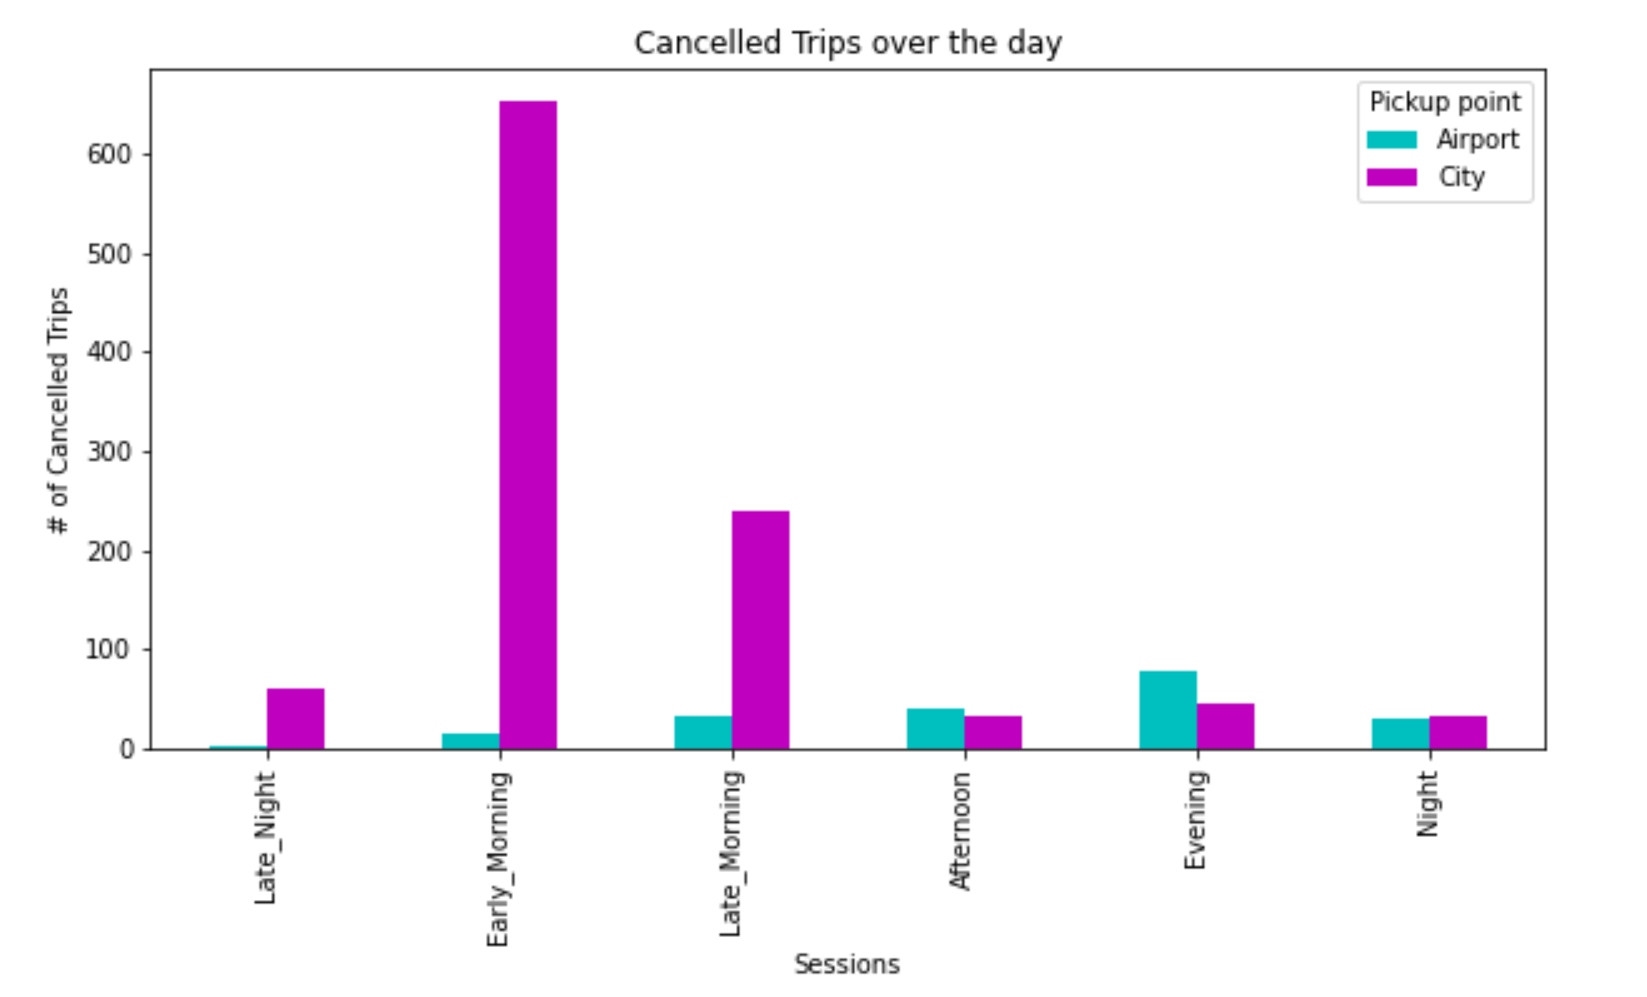 Cancelled Trips over the day
Pickup point
Airport
City
# of Cancelled Trips
600
500
400
300
200
100
0
Late_Night
Early_Morning
Late_Morning
Afternoon
Evening
Night
Sessions